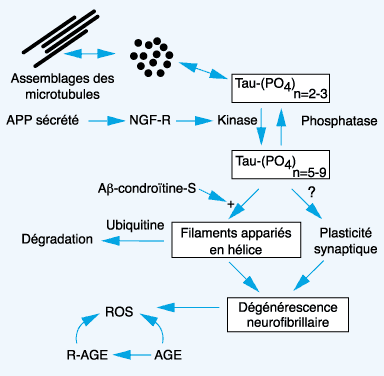 Assemblages des
microtubules
Tau-(PO4)
n=2-3
APP sécrété
NGF-R
Kinase
Phosphatase
Tau-(PO4)
n=5-9
Aβ-condroïtine-S
+
?
Ubiquitine
Dégradation
Filaments appariés
en hélice
Plasticité
synaptique
Dégénérescence
neurofibrillaire
ROS
R-AGE
AGE